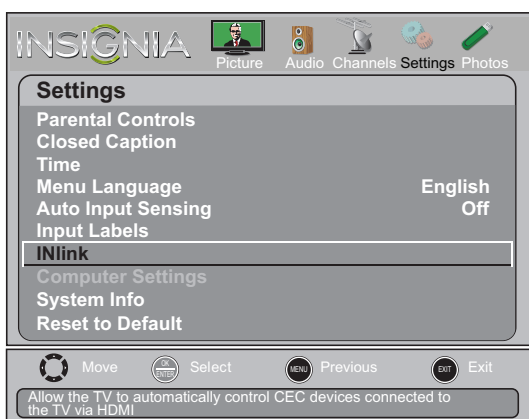 INSIGNIA
Picture Audio Channels Settings Photos
Settings
Parental Controls
Closed Caption
Time
Menu Language English
Auto Input Sensing Off
Input Labels
INlink
Computer Settings
System Info
Reset to Default
Move OK ENTER Select MENU Previous EXIT Exit
Allow the TV to automatically control CEC devices connected to
the TV via HDMI